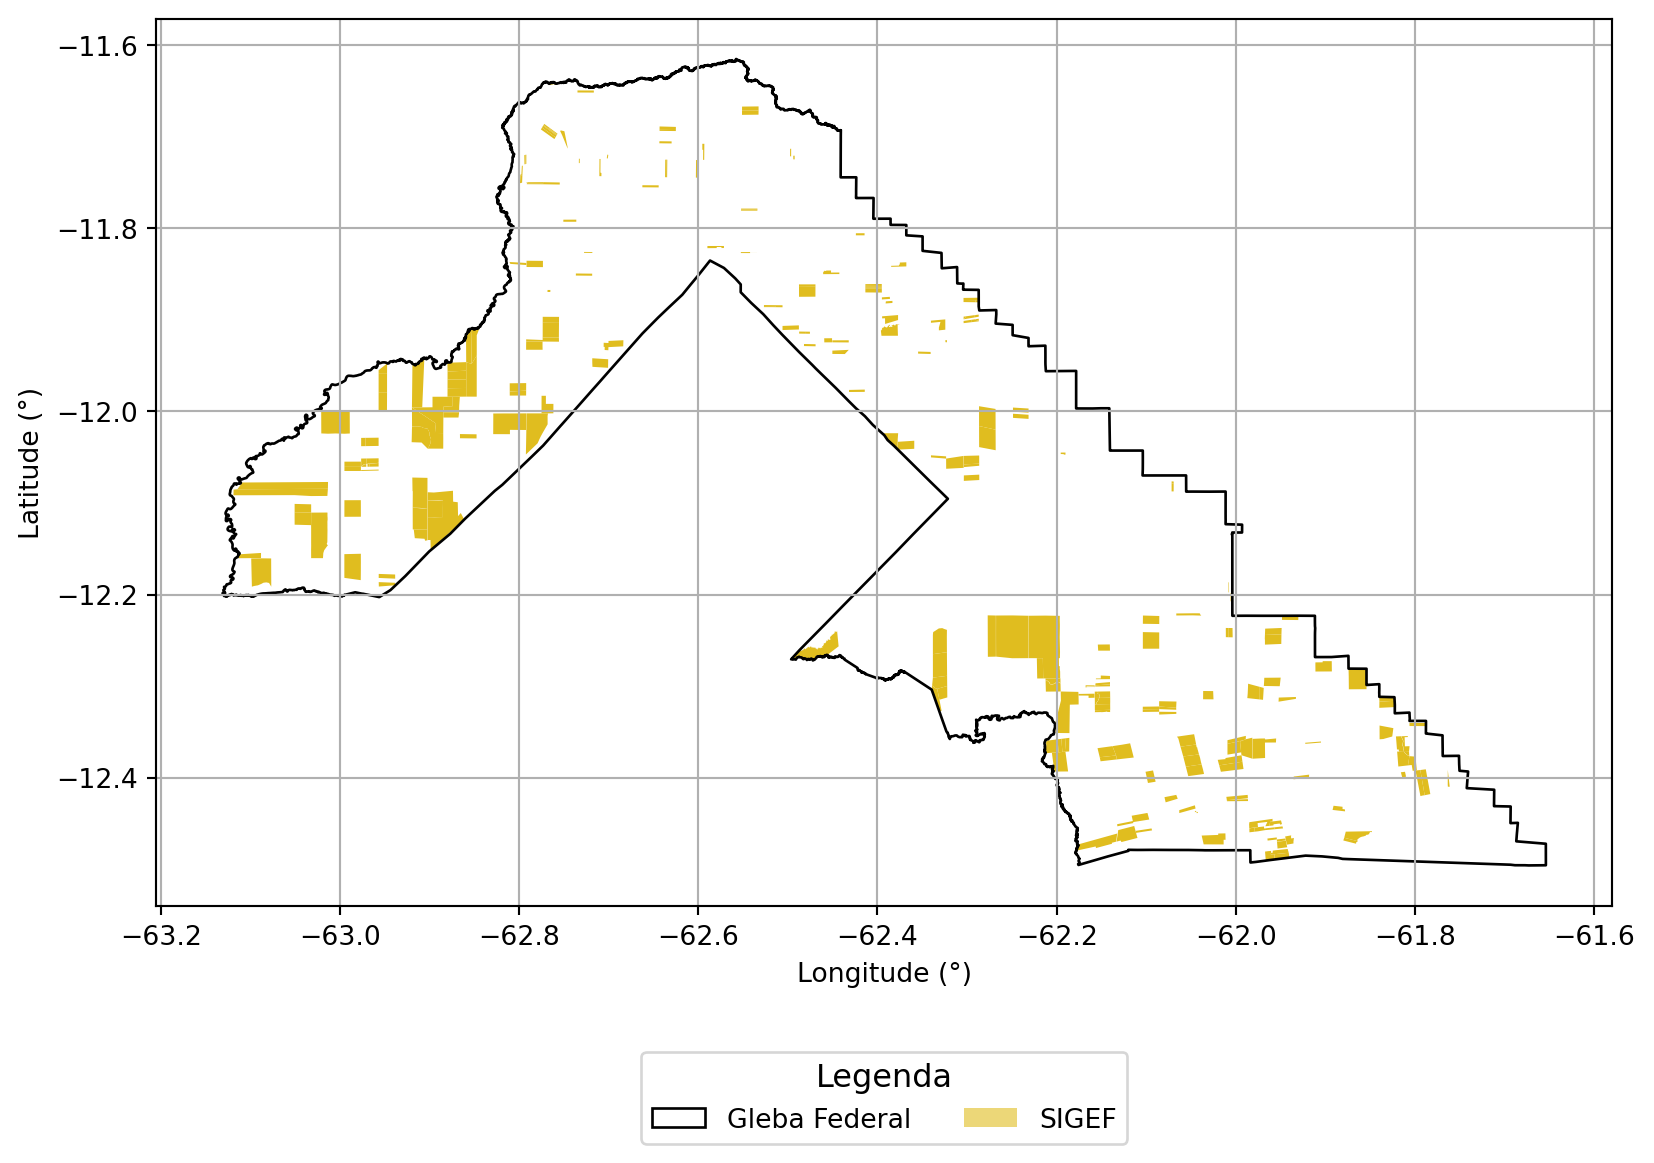 −11.6
−11.8
−12.0
−12.2
−12.4
Latitude (°)
−63.2 −63.0 −62.8 −62.6 −62.4 −62.2 −62.0 −61.8 −61.6
Longitude (°)
Legenda
Gleba Federal SIGEF